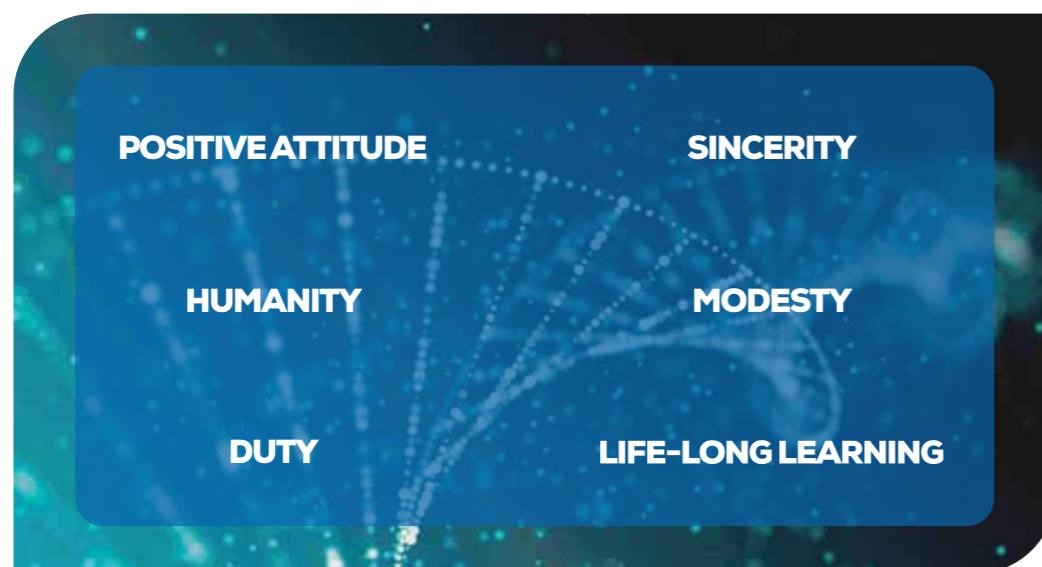 POSITIVE ATTITUDE
SINCERITY
HUMANITY
MODESTY
DUTY
LIFE-LONG LEARNING